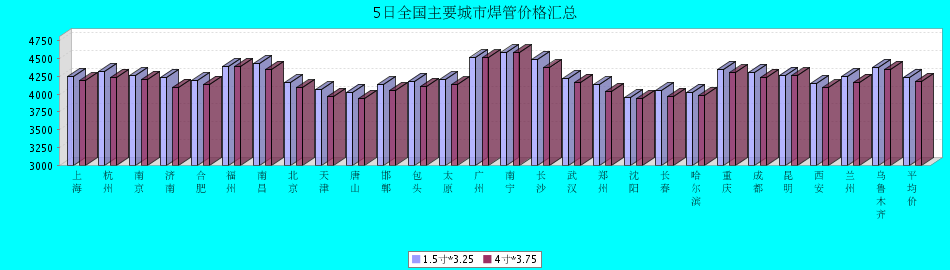 5日全国主要城市焊管价格汇总
4750
4500
4250
4000
3750
3500
3250
3000
上海
杭州
南京
济南
合肥
福州
南昌
北京
天津
唐山
邯郸
包头
太原
广州
南宁
长沙
武汉
郑州
沈阳
长春
哈尔滨
重庆
成都
昆明
西安
兰州
乌鲁木齐
平均价
1.5寸*3.25
4寸*3.75